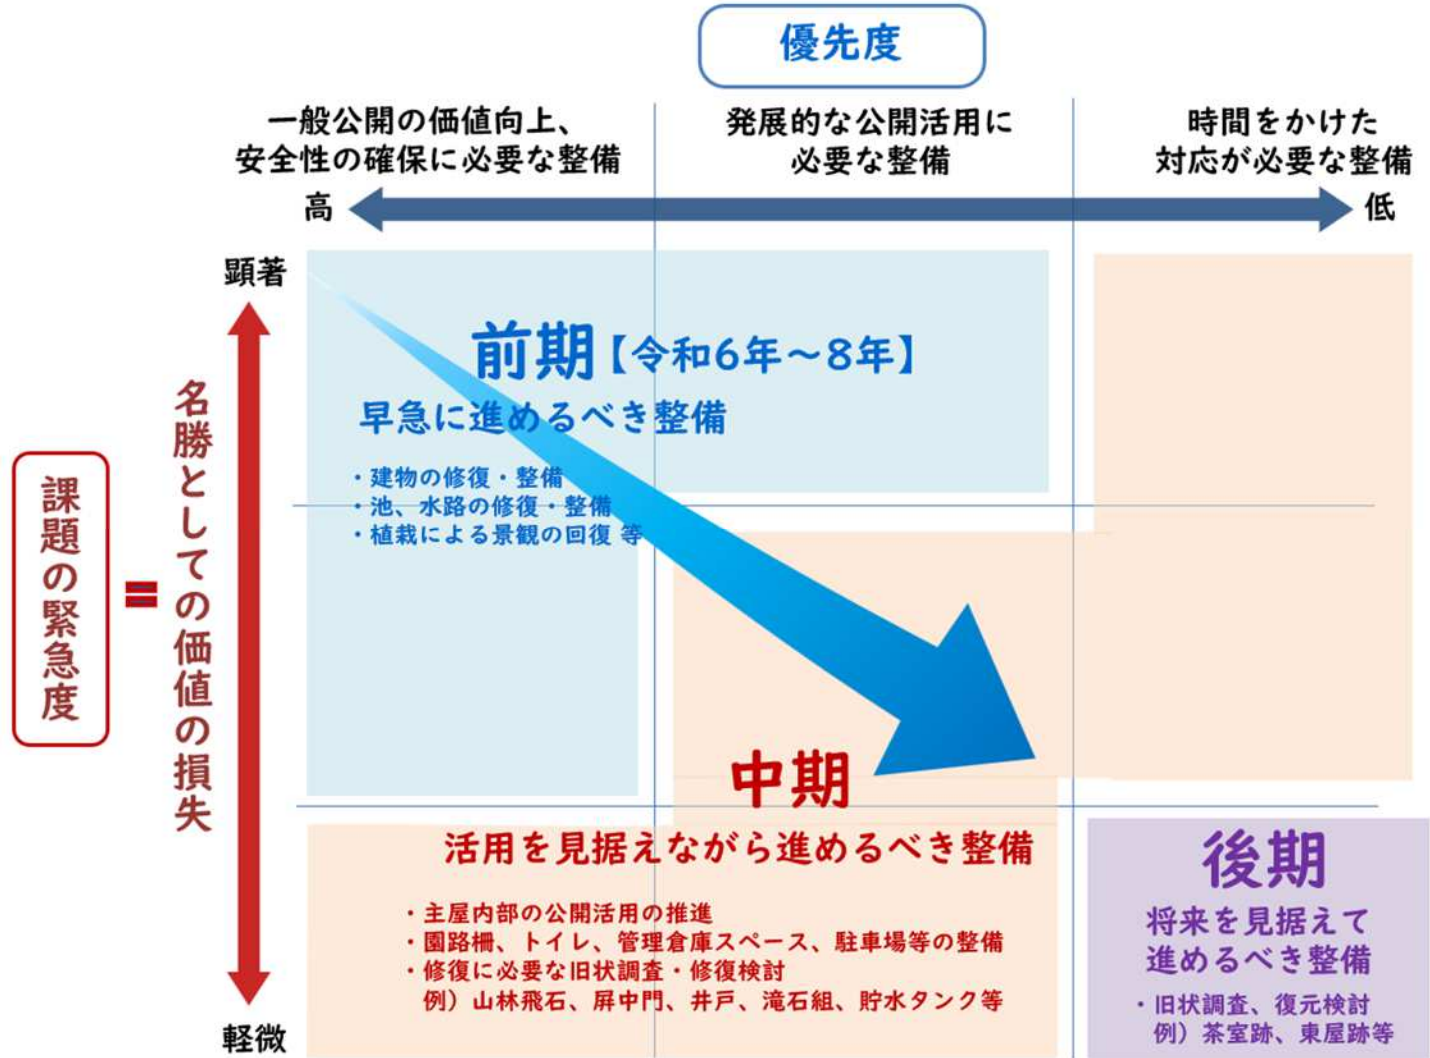 優先度
一般公開の価値向上、
安全性の確保に必要な整備
発展的な公開活用に
必要な整備
時間をかけた
対応が必要な整備
高
低
顕著
課題の緊急度
=
名勝としての価値の損失
軽微
前期【令和6年～8年】
早急に進めるべき整備
・建物の修復・整備
・池、水路の修復・整備
・植栽による景観の回復 等
中期
活用を見据えながら進めるべき整備
・主屋内部の公開活用の推進
・園路柵、トイレ、管理倉庫スペース、駐車場等の整備
・修復に必要な旧状調査・修復検討
例）山林飛石、屏中門、井戸、滝石組、貯水タンク等
後期
将来を見据えて
進めるべき整備
・旧状調査、復元検討
例）茶室跡、東屋跡等